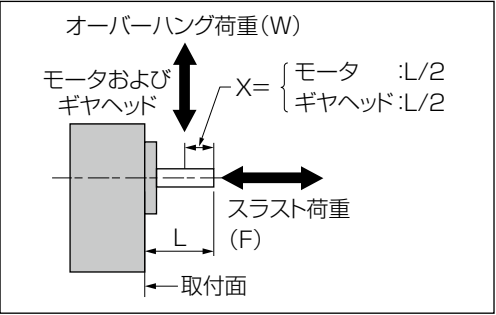 オーバーハング荷重（W）
モータおよび
ギヤヘッド
X=
モータ　:L/2
ギヤヘッド:L/2
スラスト荷重
（F）
L
取付面